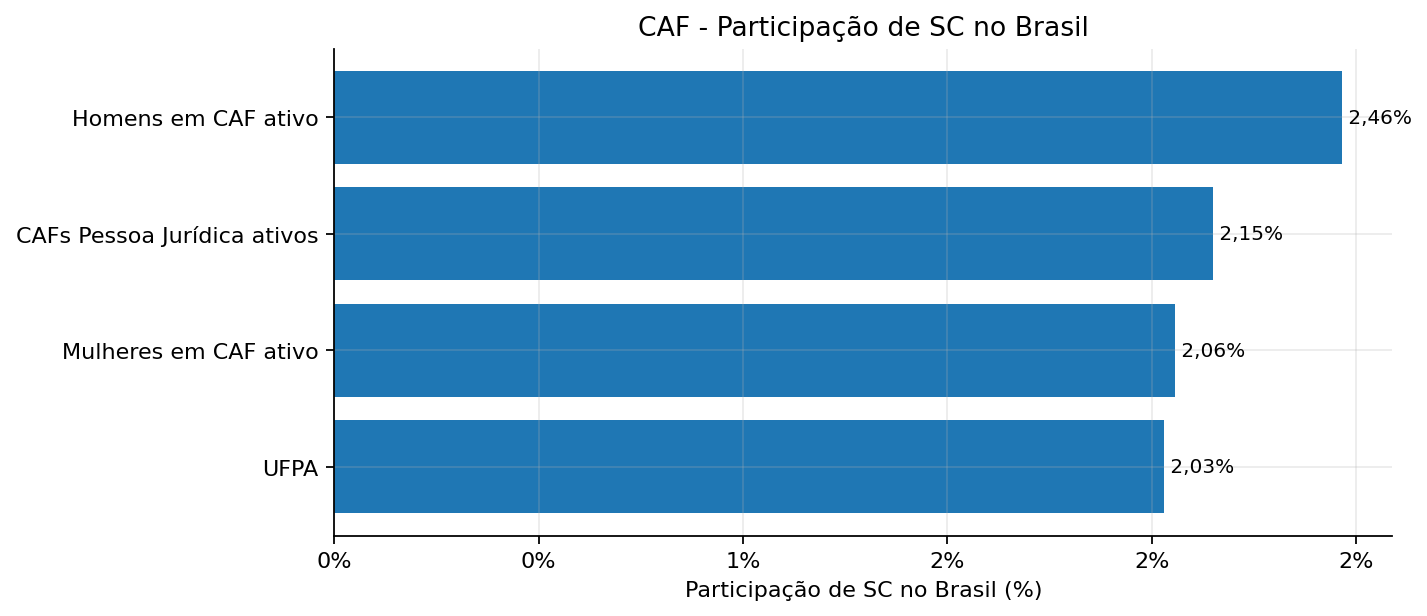 CAF - Participação de SC no Brasil
Homens em CAF ativo
2,46%
CAFs Pessoa Jurídica ativos
2,15%
Mulheres em CAF ativo
2,06%
UFPA
2,03%
0% 0% 1% 2% 2% 2%
Participação de SC no Brasil (%)